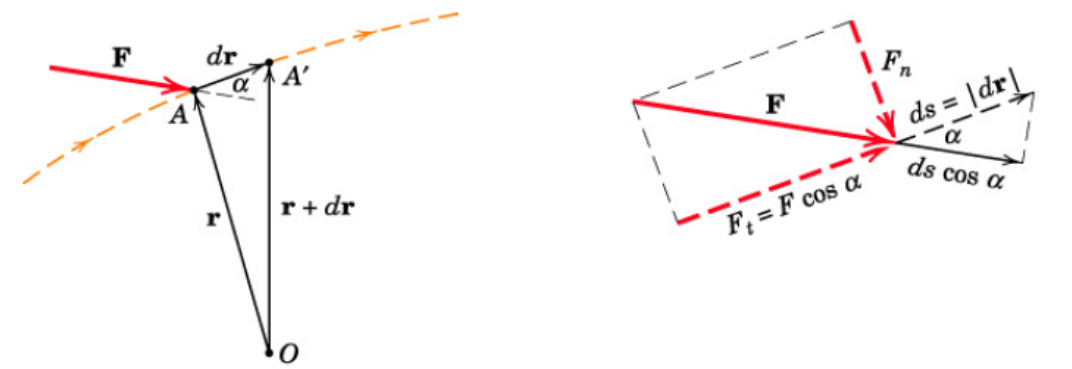 F
dr
A
α
A′
r
r + dr
O
F
Fₙ
ds = |dr|
α
ds cos α
Fₜ = F cos α